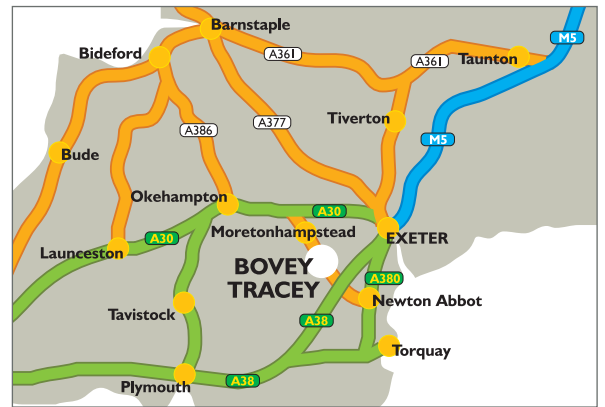 Barnstaple
M5
Bideford
A361
A361
Taunton
A386
A377
Tiverton
M5
Bude
Okehampton
A30
A30
Moretonhampstead
EXETER
Launceston
BOVEY
TRACEY
A380
Newton Abbot
Tavistock
A38
Torquay
Plymouth
A38